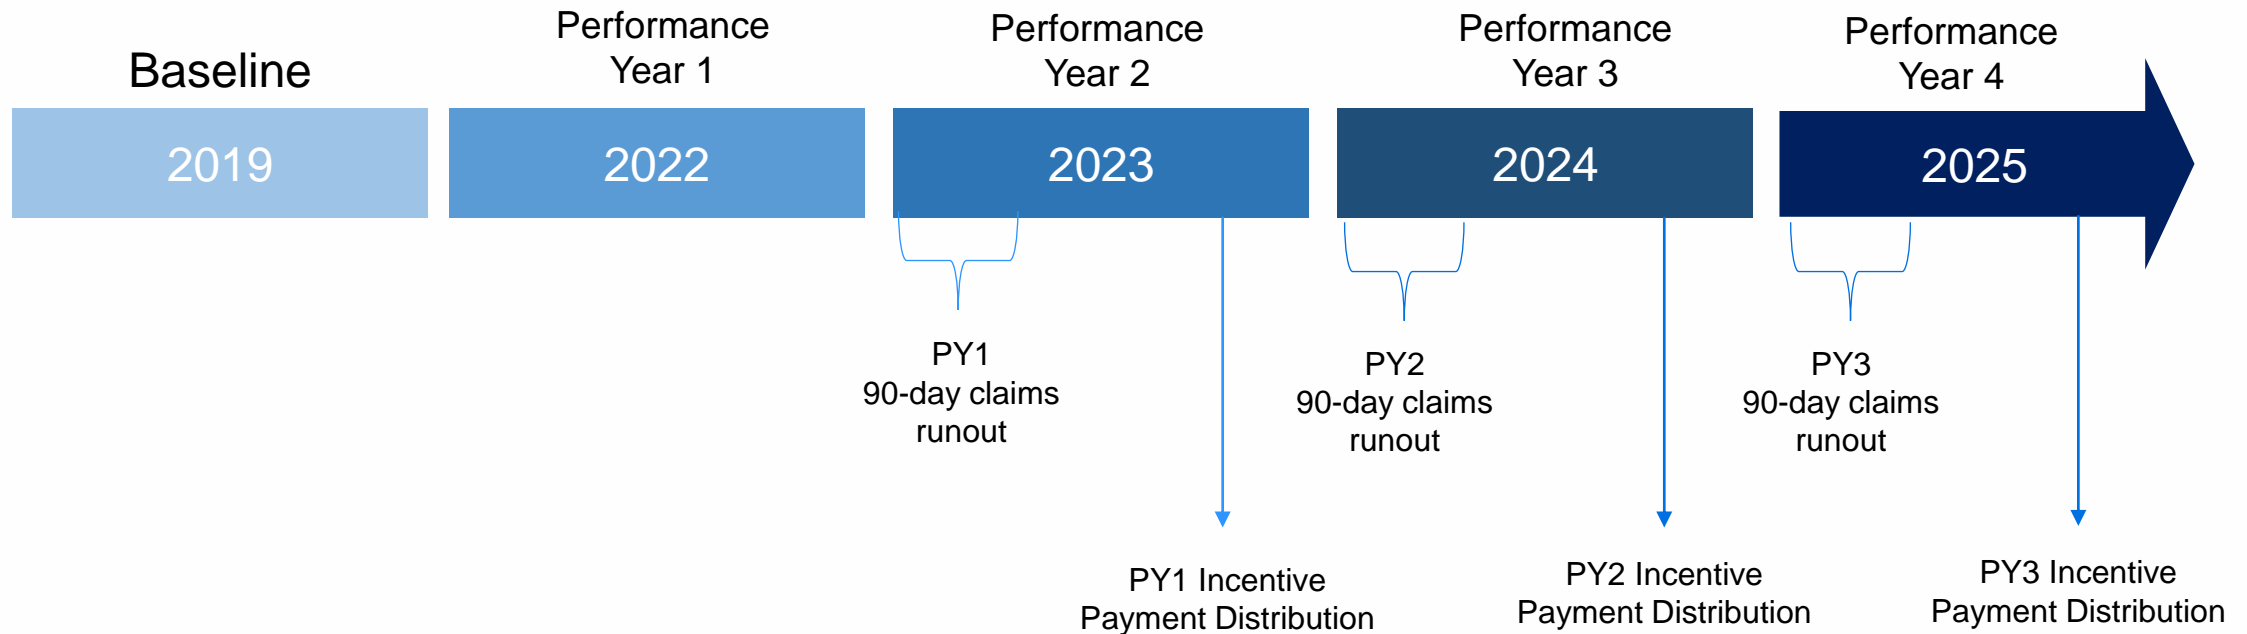 Baseline
Performance
Year 1
Performance
Year 2
Performance
Year 3
Performance
Year 4
2019
2022
2023
2024
2025
PY1
90-day claims
runout
PY2
90-day claims
runout
PY3
90-day claims
runout
PY1 Incentive
Payment Distribution
PY2 Incentive
Payment Distribution
PY3 Incentive
Payment Distribution